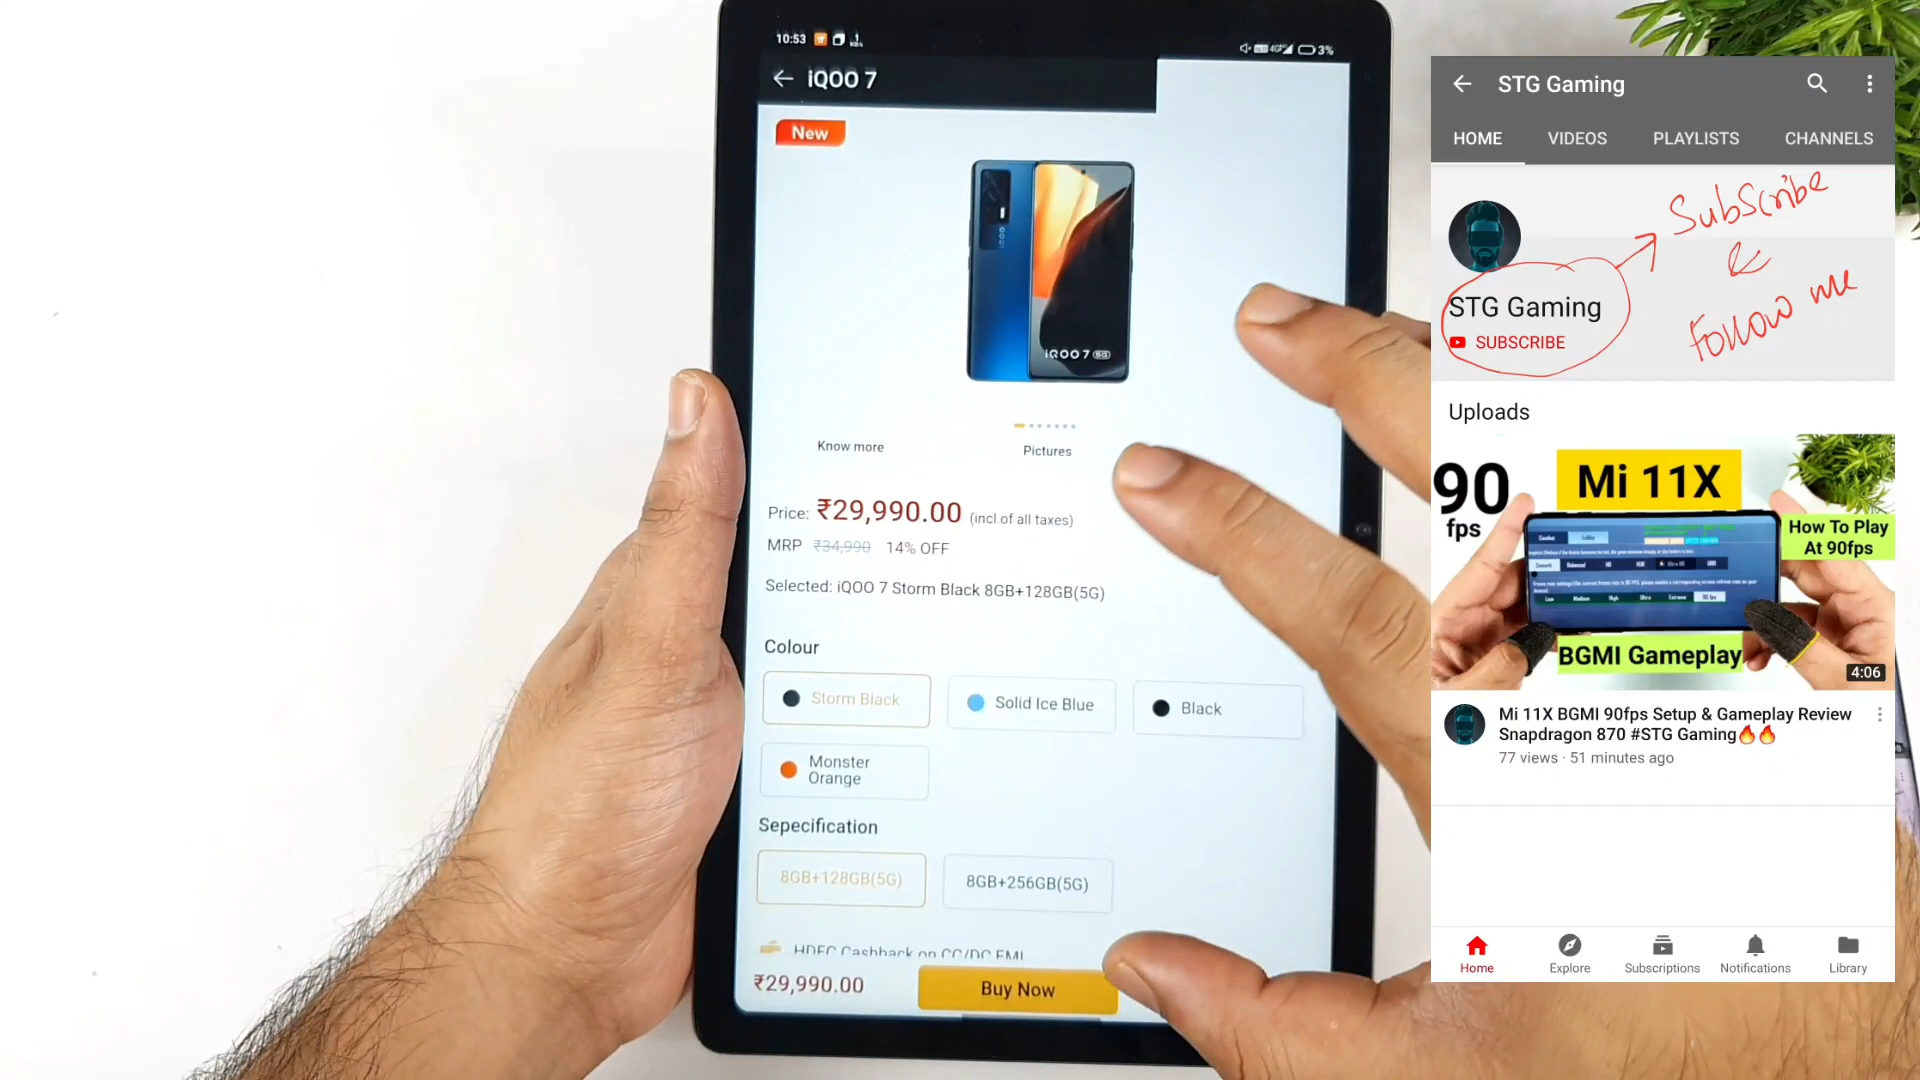 10:53
3%
iQOO 7
New
iQOO
iQOO 7 5G
Know more
Pictures
Price: ₹29,990.00 (incl.of all taxes)
MRP ₹34,990 14% OFF
Selected: iQOO 7 Storm Black 8GB+128GB(5G)
Colour
Storm Black
Solid Ice Blue
Black
Monster
Orange
Sepecification
8GB+128GB(5G)
8GB+256GB(5G)
HDFC Cashback on CC/DC EMI
₹29,990.00
Buy Now
STG Gaming
HOME VIDEOS PLAYLISTS CHANNELS
Subscribe
&
Follow me
STG Gaming
SUBSCRIBE
Uploads
90
fps
Mi 11X
How To Play
At 90fps
BGMI Gameplay
4:06
Mi 11X BGMI 90fps Setup & Gameplay Review
Snapdragon 870 #STG Gaming🔥🔥
77 views · 51 minutes ago
Home Explore Subscriptions Notifications Library